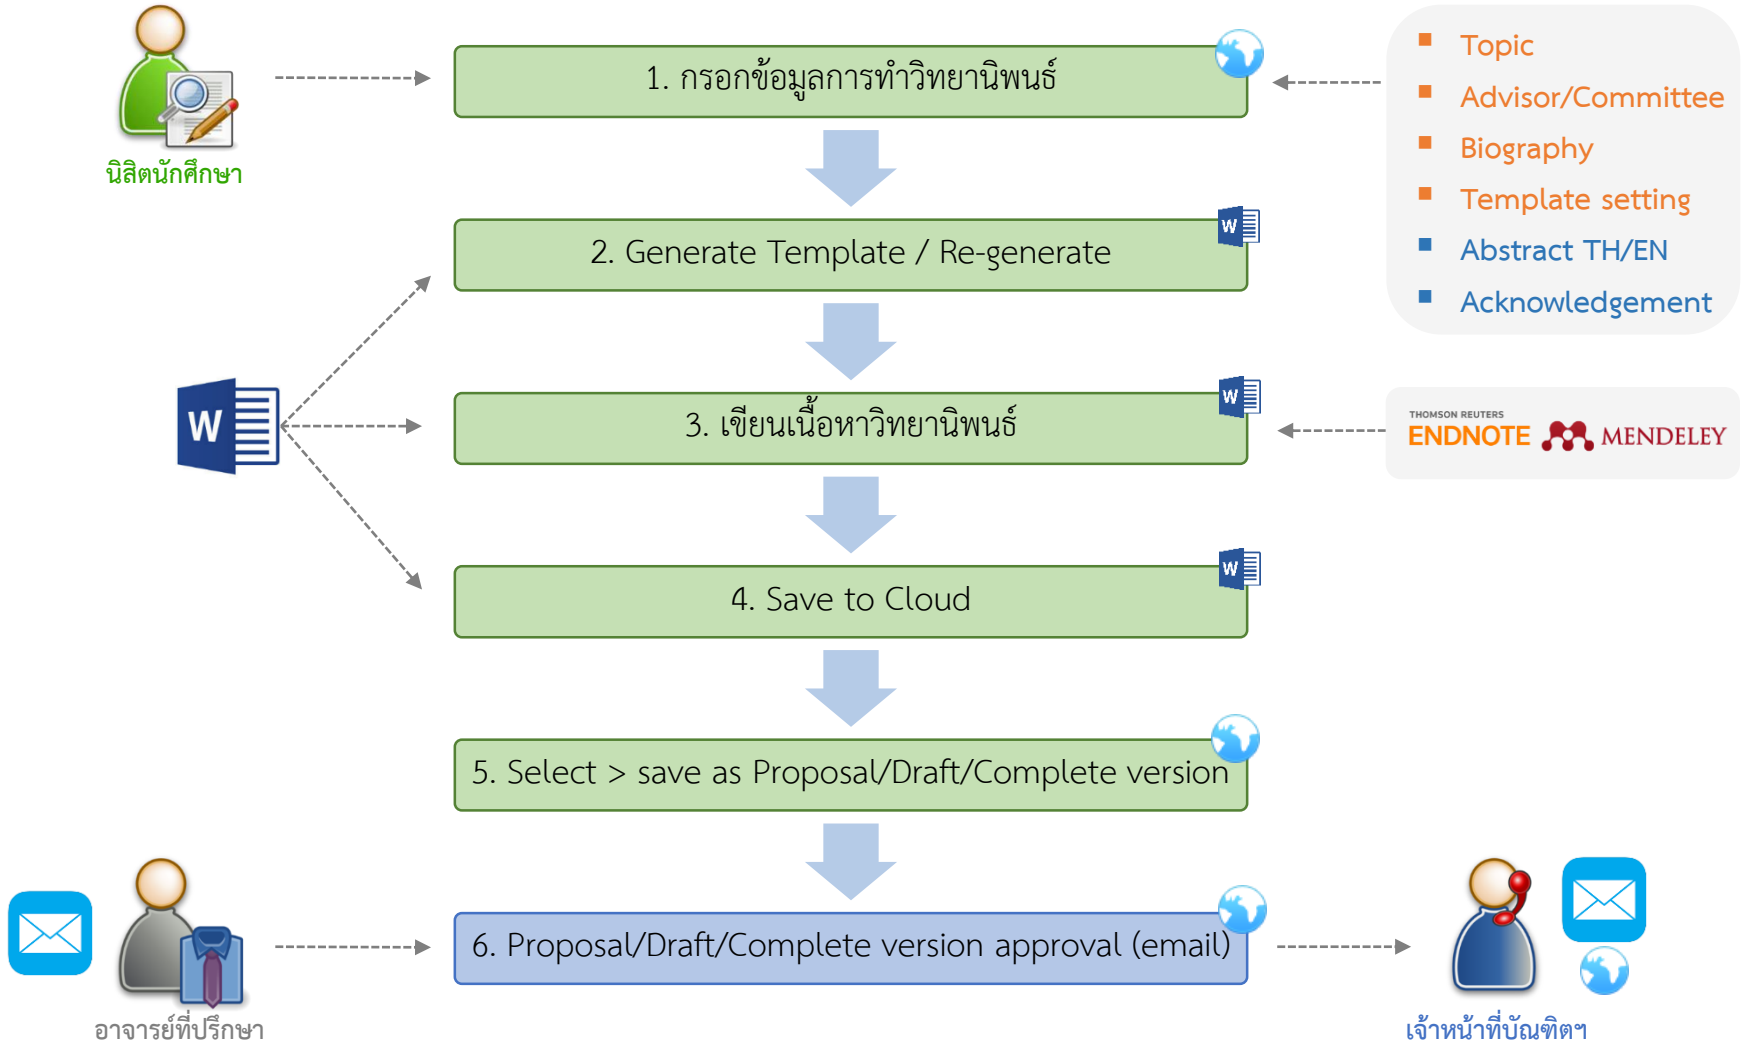 1. กรอกข้อมูลการทำวิทยานิพนธ์
นิสิตนักศึกษา
▪ Topic
▪ Advisor/Committee
▪ Biography
▪ Template setting
▪ Abstract TH/EN
▪ Acknowledgement
2. Generate Template / Re-generate
W
W
3. เขียนเนื้อหาวิทยานิพนธ์
W
THOMSON REUTERS
ENDNOTE MENDELEY
4. Save to Cloud
W
5. Select > save as Proposal/Draft/Complete version
6. Proposal/Draft/Complete version approval (email)
อาจารย์ที่ปรึกษา
เจ้าหน้าที่บัณฑิตฯ